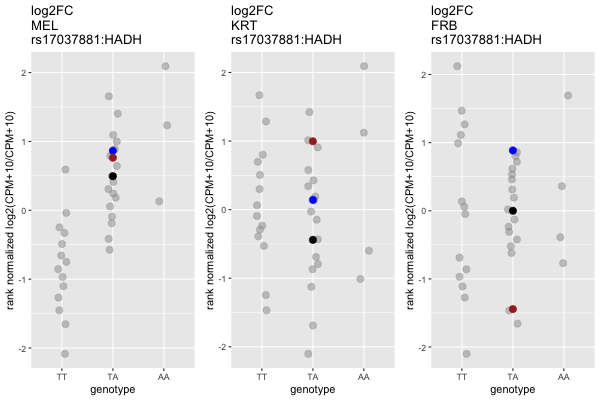 log2FC
MEL
rs17037881:HADH
rank normalized log2(CPM+10/CPM+10)
2
1
0
-1
-2
TT
TA
AA
genotype
log2FC
KRT
rs17037881:HADH
rank normalized log2(CPM+10/CPM+10)
2
1
0
-1
-2
TT
TA
AA
genotype
log2FC
FRB
rs17037881:HADH
rank normalized log2(CPM+10/CPM+10)
2
1
0
-1
-2
TT
TA
AA
genotype